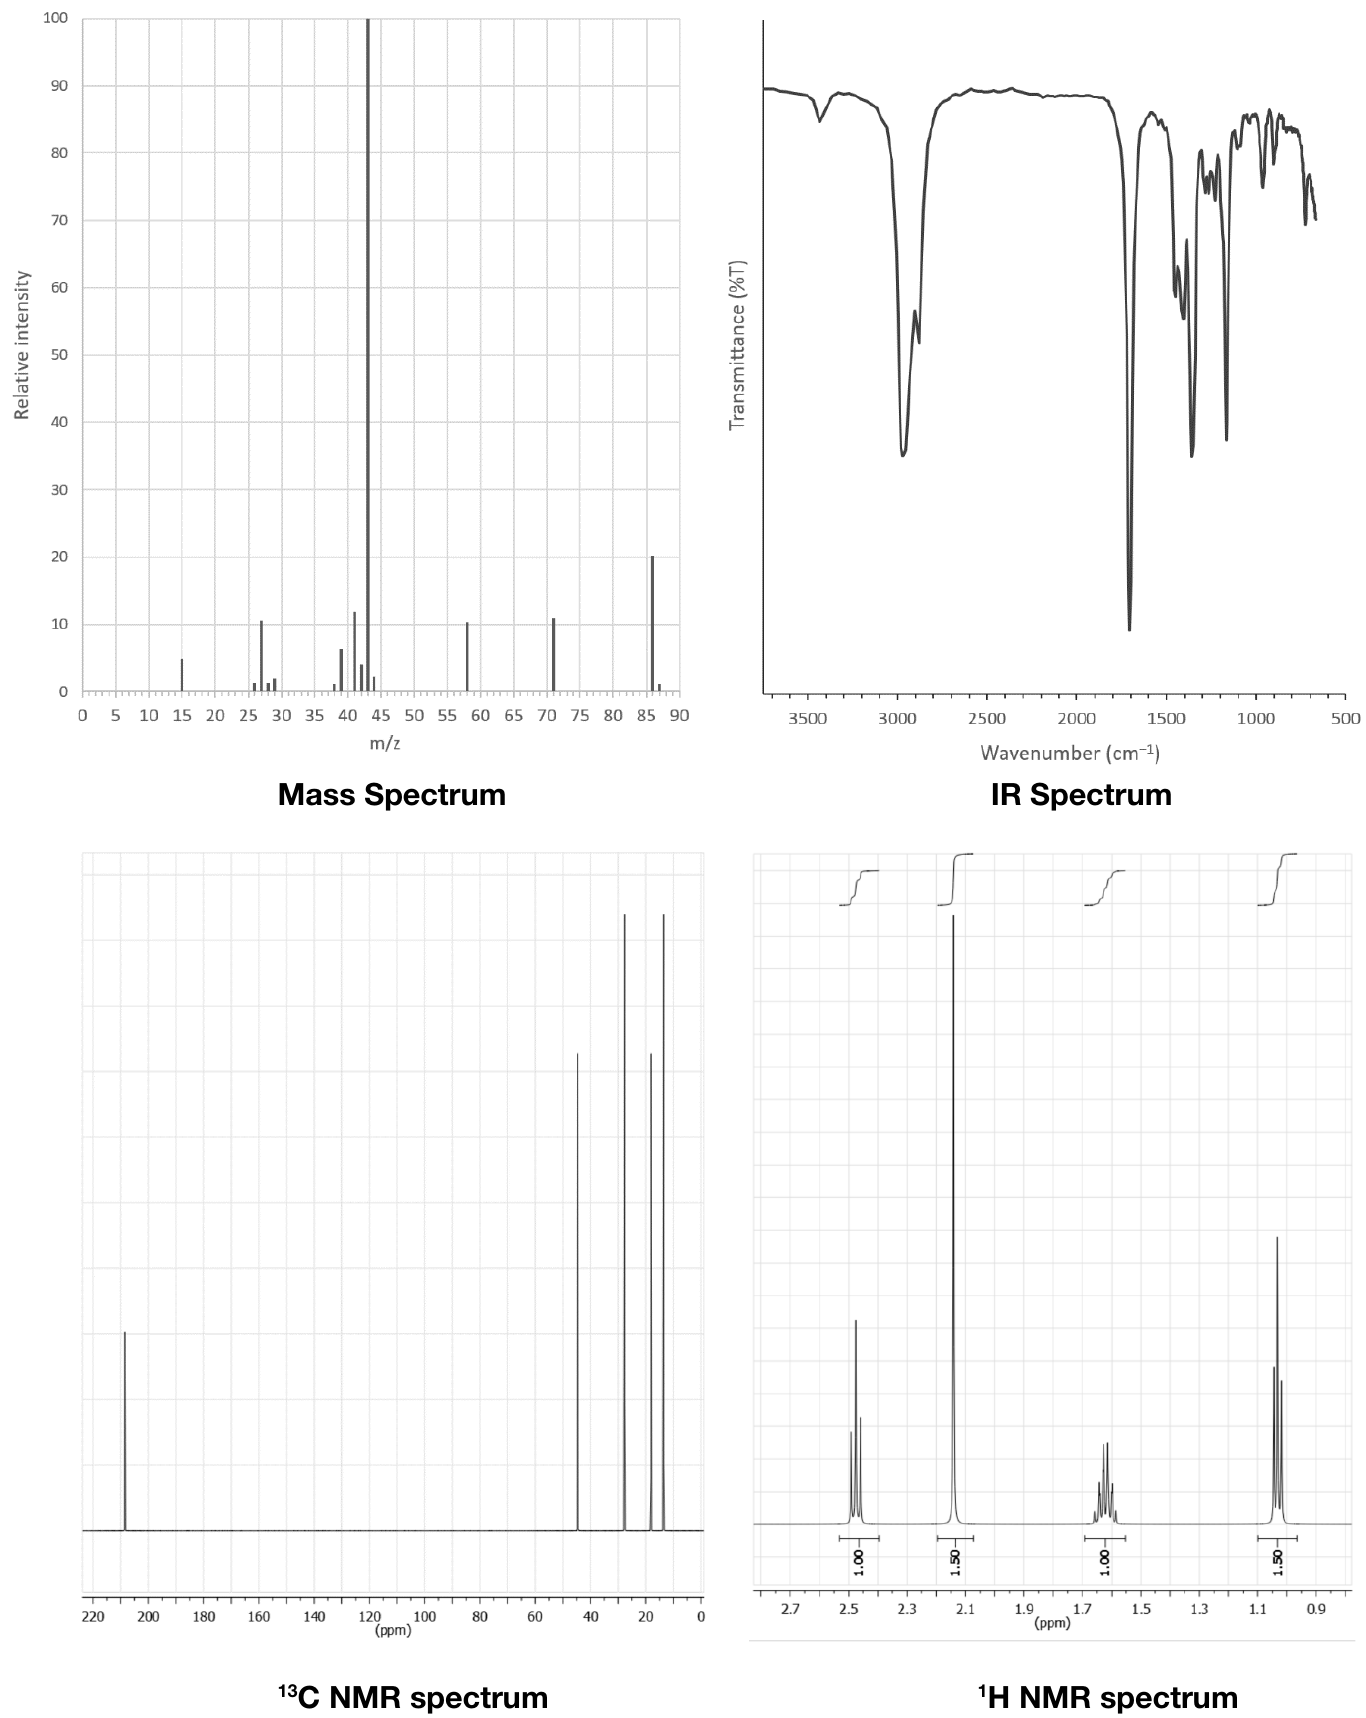 100
90
80
70
60
50
40
30
20
10
0
Relative intensity
0 5 10 15 20 25 30 35 40 45 50 55 60 65 70 75 80 85 90
m/z
Mass Spectrum
Transmittance (%T)
3500 3000 2500 2000 1500 1000 500
Wavenumber (cm⁻¹)
IR Spectrum
220 200 180 160 140 120 100 80 60 40 20 0
(ppm)
¹³C NMR spectrum
1.00 1.50 1.00 1.50
2.7 2.5 2.3 2.1 1.9 1.7 1.5 1.3 1.1 0.9
(ppm)
¹H NMR spectrum